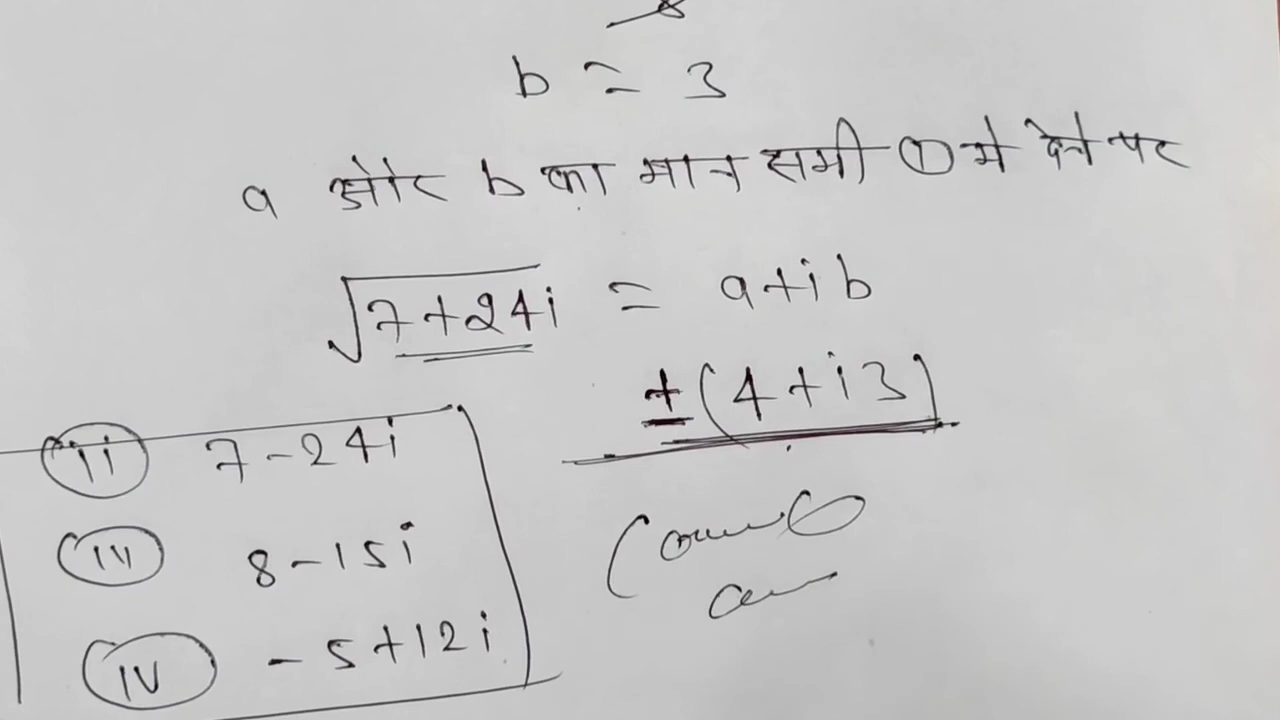 b = 3
a और b का मान समी ① में देने पर
√7+24i = a+ib
±(4+i3)
(ii) 7-24i
(iii) 8-15i
(iv) -5+12i